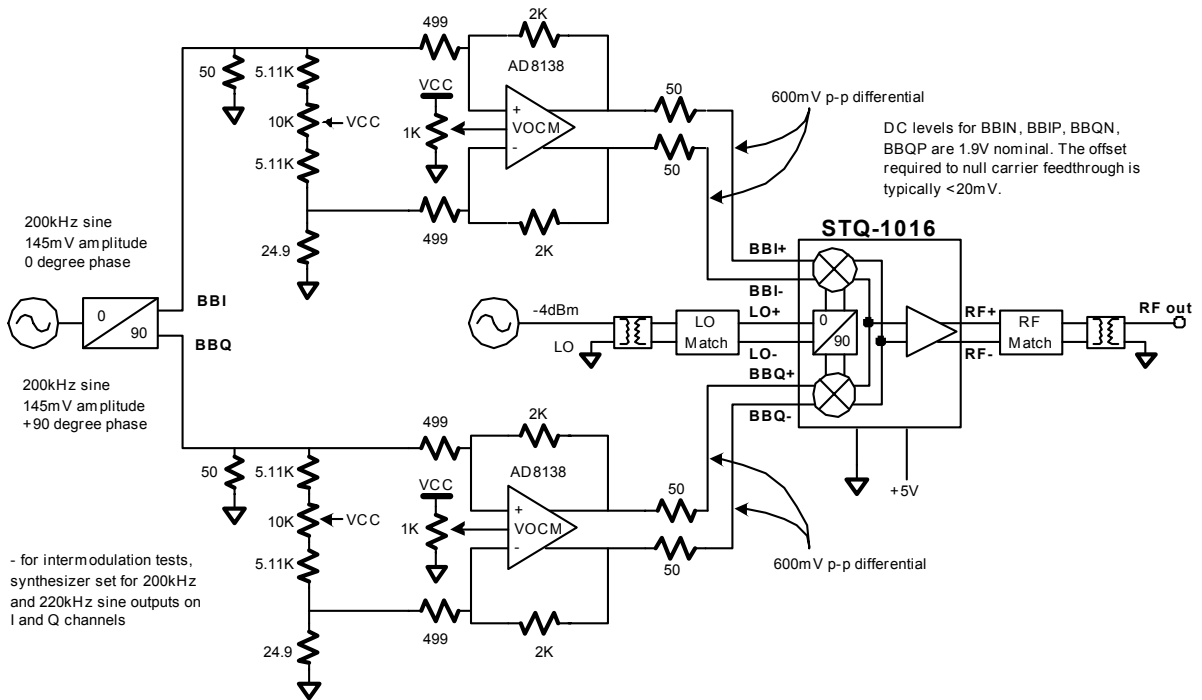 2K
499
AD8138
50
5.11K
VCC
50
600mV p-p differential
+
10K
VCC
1K
VOCM
DC levels for BBIN, BBIP, BBQN,
BBQP are 1.9V nominal. The offset
required to null carrier feedthrough is
typically <20mV.
-
5.11K
50
200kHz sine
145mV amplitude
0 degree phase
499
STQ-1016
24.9
2K
BBI+
BBI-
BBI
0
90
-4dBm
LO+
LO
Match
0
90
RF+
RF
Match
RF out
BBQ
LO
LO-
RF-
BBQ+
200kHz sine
145mV amplitude
+90 degree phase
2K
BBQ-
499
AD8138
50
5.11K
VCC
50
+5V
+
10K
VCC
1K
VOCM
-
- for intermodulation tests,
synthesizer set for 200kHz
and 220kHz sine outputs on
I and Q channels
5.11K
50
600mV p-p differential
499
24.9
2K